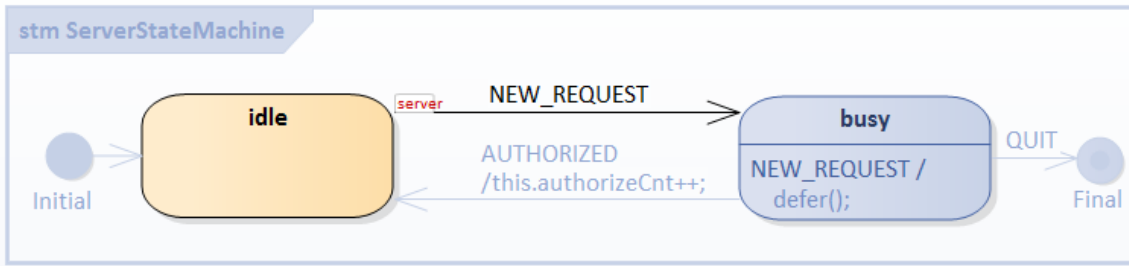 stm ServerStateMachine
idle
server
NEW_REQUEST
busy
AUTHORIZED
/this.authorizeCnt++;
NEW_REQUEST /
defer();
QUIT
Initial
Final